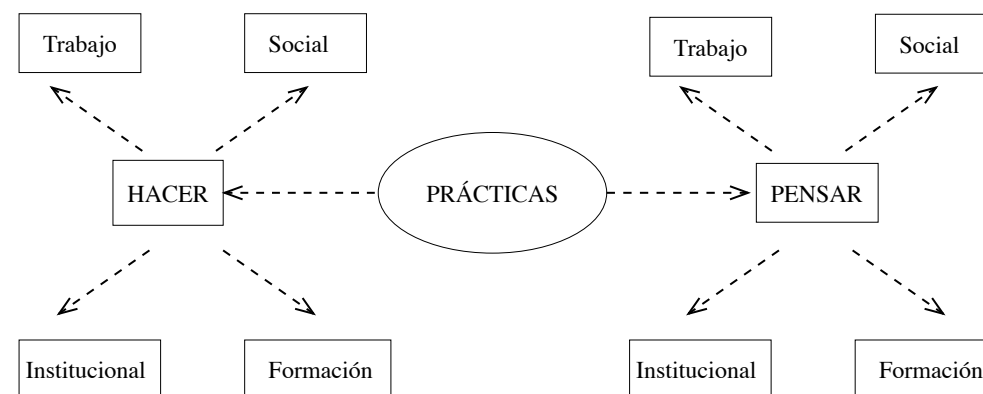 Trabajo
Social
Trabajo
Social
HACER
PRÁCTICAS
PENSAR
Institucional
Formación
Institucional
Formación